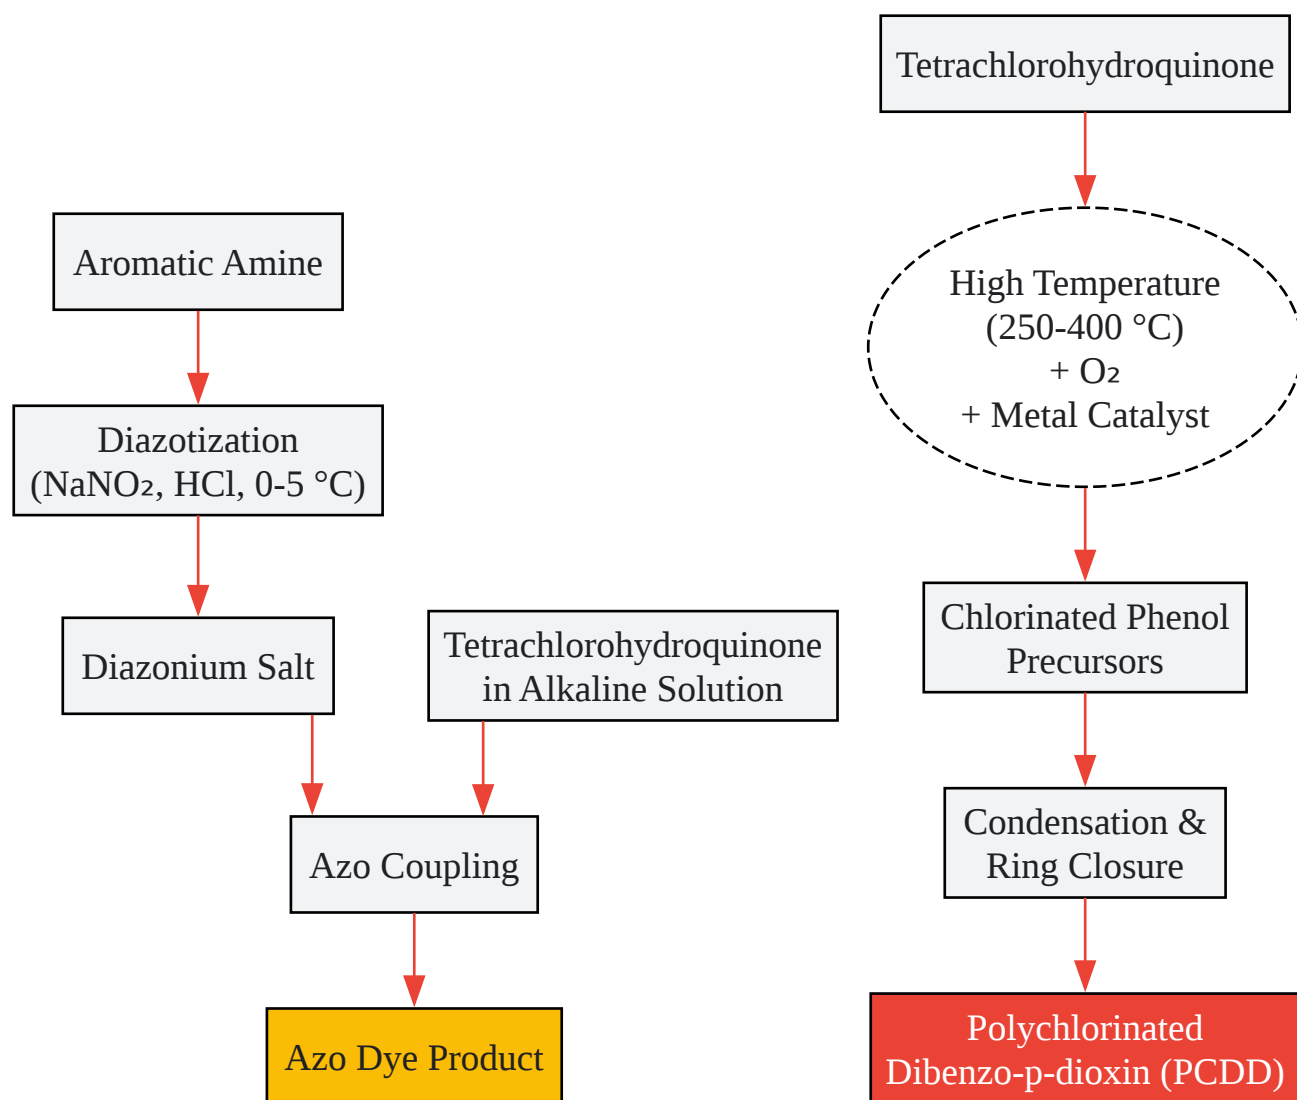 Aromatic Amine
Diazotization
(NaNO₂, HCl, 0-5 °C)
Diazonium Salt
Tetrachlorohydroquinone
in Alkaline Solution
Azo Coupling
Azo Dye Product
Tetrachlorohydroquinone
High Temperature
(250-400 °C)
+ O₂
+ Metal Catalyst
Chlorinated Phenol
Precursors
Condensation &
Ring Closure
Polychlorinated
Dibenzo-p-dioxin (PCDD)